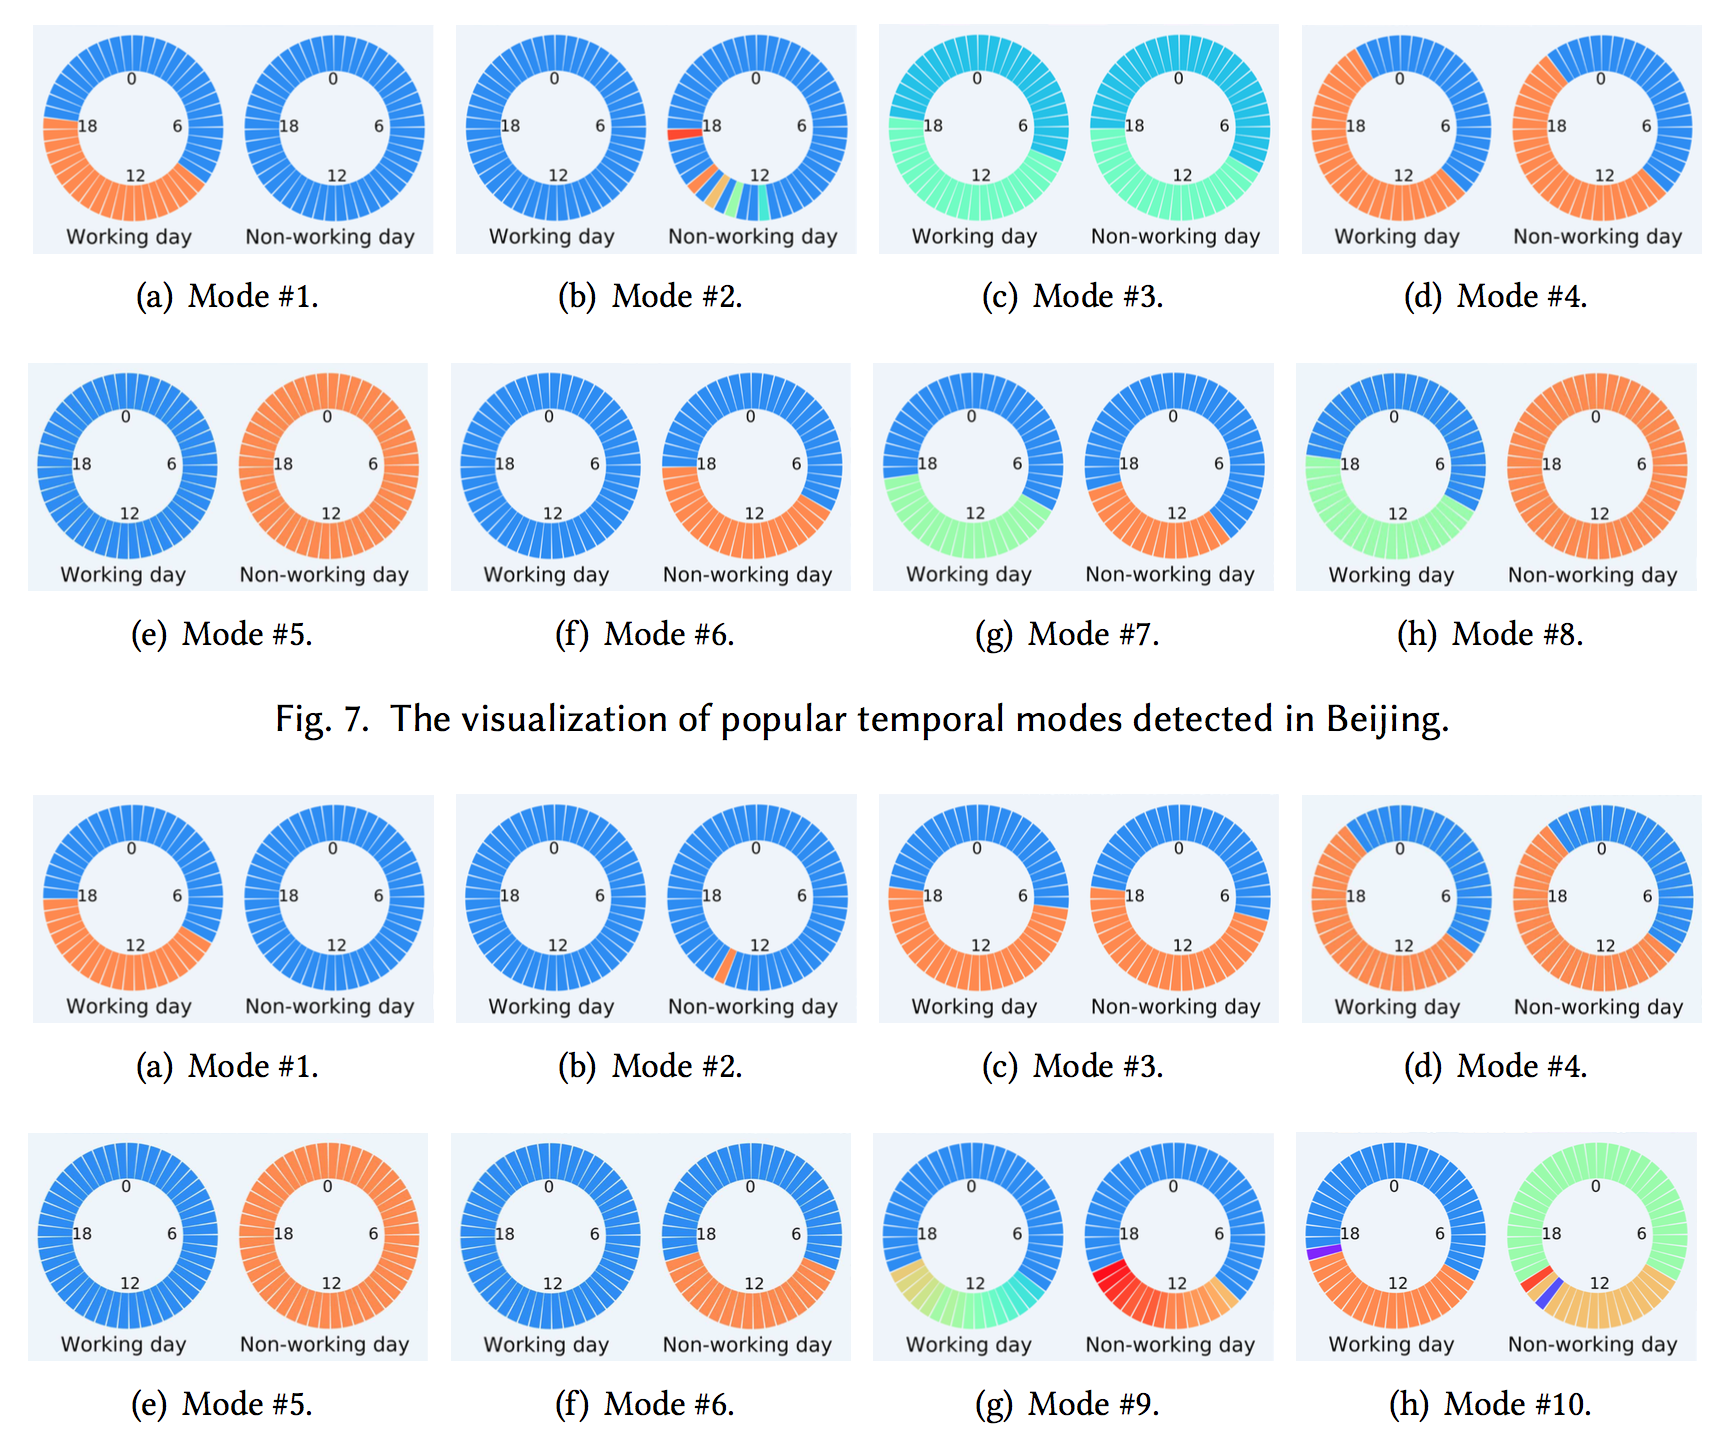 0 0 0 0 0 0 0 0
18 6 18 6 18 6 18 6 18 6 18 6 18 6 18 6
12 12 12 12 12 12 12 12
Working day Non-working day Working day Non-working day Working day Non-working day Working day Non-working day
(a) Mode #1. (b) Mode #2. (c) Mode #3. (d) Mode #4.
0 0 0 0 0 0 0 0
18 6 18 6 18 6 18 6 18 6 18 6 18 6 18 6
12 12 12 12 12 12 12 12
Working day Non-working day Working day Non-working day Working day Non-working day Working day Non-working day
(e) Mode #5. (f) Mode #6. (g) Mode #7. (h) Mode #8.
Fig. 7. The visualization of popular temporal modes detected in Beijing.
0 0 0 0 0 0 0 0
18 6 18 6 18 6 18 6 18 6 18 6 18 6 18 6
12 12 12 12 12 12 12 12
Working day Non-working day Working day Non-working day Working day Non-working day Working day Non-working day
(a) Mode #1. (b) Mode #2. (c) Mode #3. (d) Mode #4.
0 0 0 0 0 0 0 0
18 6 18 6 18 6 18 6 18 6 18 6 18 6 18 6
12 12 12 12 12 12 12 12
Working day Non-working day Working day Non-working day Working day Non-working day Working day Non-working day
(e) Mode #5. (f) Mode #6. (g) Mode #9. (h) Mode #10.